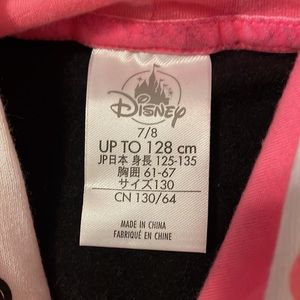 Disney
7/8
UP TO 128 cm
JP日本 身長 125-135
胸囲 61-67
サイズ130
CN 130/64
MADE IN CHINA
FABRIQUÉ EN CHINE